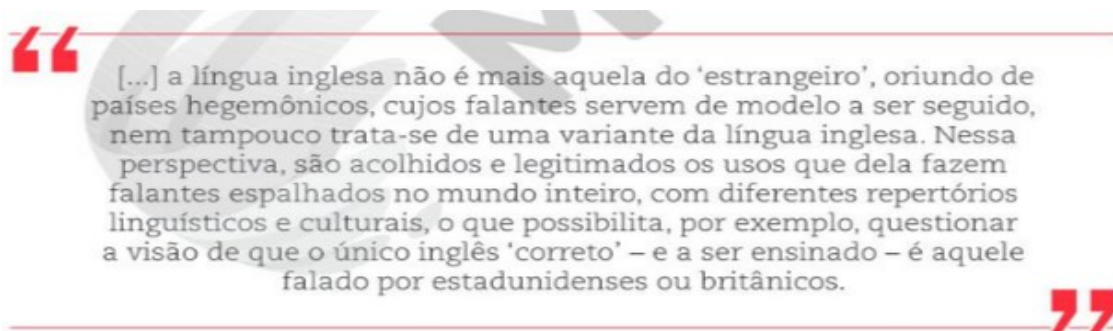 “
[...] a língua inglesa não é mais aquela do ‘estrangeiro’, oriundo de
países hegemônicos, cujos falantes servem de modelo a ser seguido,
nem tampouco trata-se de uma variante da língua inglesa. Nessa
perspectiva, são acolhidos e legitimados os usos que dela fazem
falantes espalhados no mundo inteiro, com diferentes repertórios
linguísticos e culturais, o que possibilita, por exemplo, questionar
a visão de que o único inglês ‘correto’ – e a ser ensinado – é aquele
falado por estadunidenses ou britânicos.
”